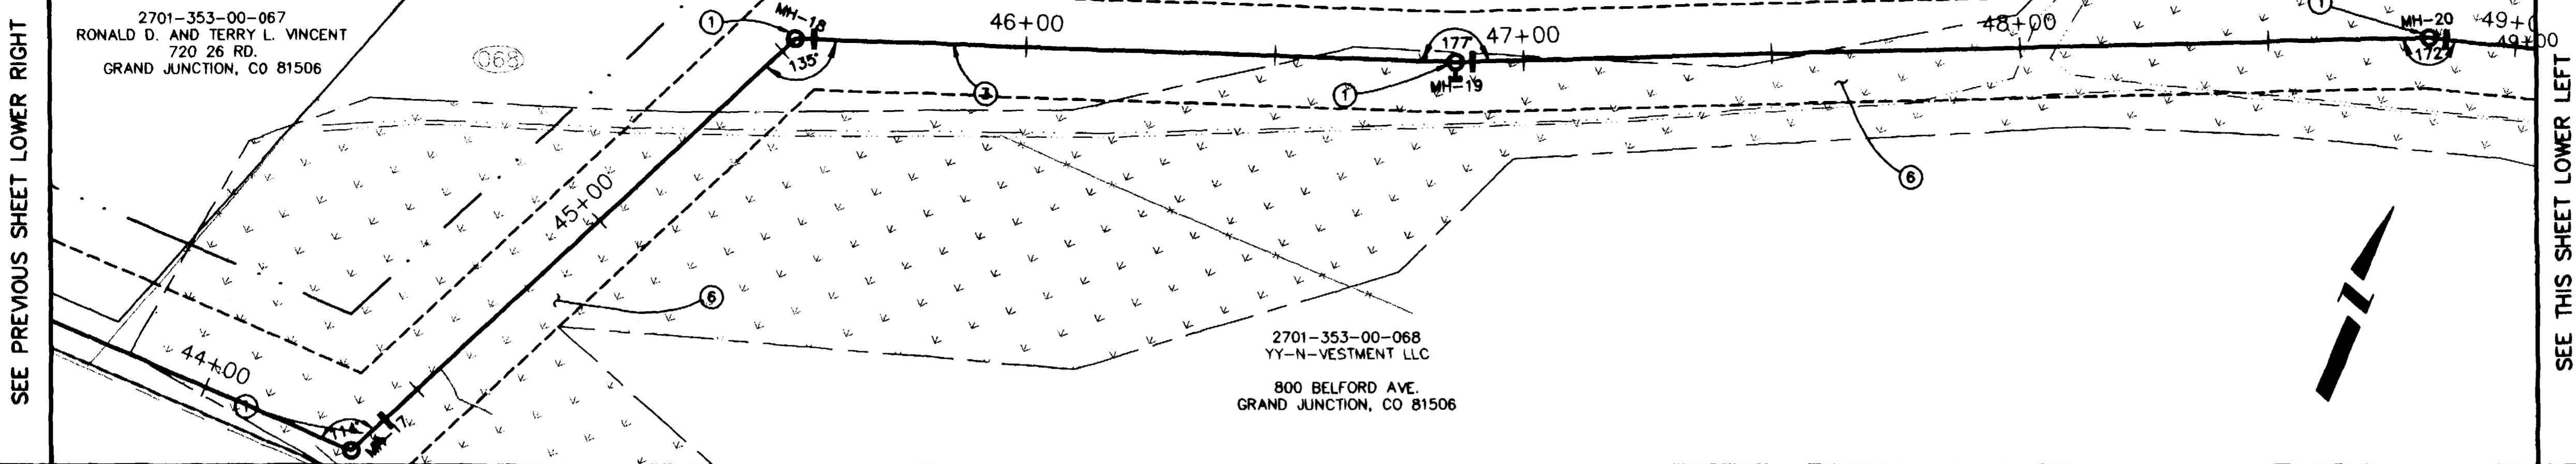 SEE PREVIOUS SHEET LOWER RIGHT
2701-353-00-067
RONALD D. AND TERRY L. VINCENT
720 26 RD.
GRAND JUNCTION, CO 81506
068
1
MH-18
135°
46+00
3
177°
47+00
1
MH-19
48+00
1
MH-20
49+00
172°
6
45+00
6
44+00
1
114°
MH-17
2701-353-00-068
YY-N-VESTMENT LLC
800 BELFORD AVE.
GRAND JUNCTION, CO 81506
N
SEE THIS SHEET LOWER LEFT